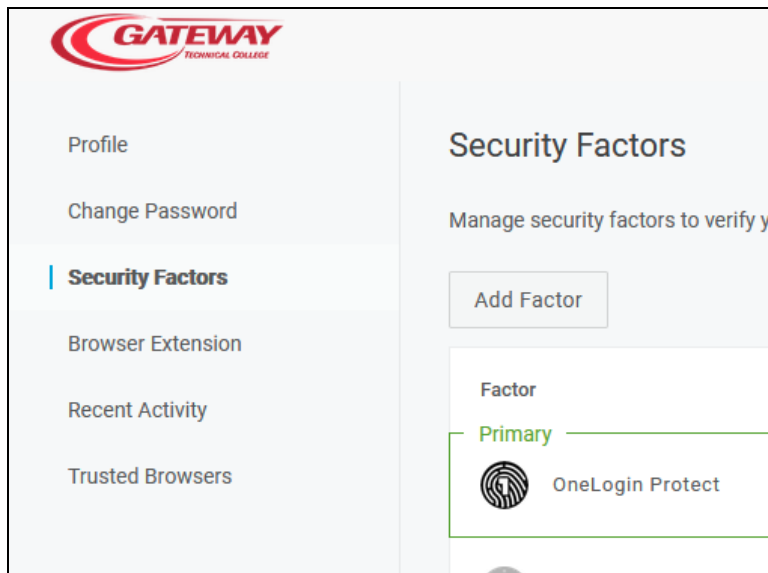 GATEWAY
TECHNICAL COLLEGE
Profile
Change Password
Security Factors
Browser Extension
Recent Activity
Trusted Browsers
Security Factors
Manage security factors to verify y
Add Factor
Factor
Primary
OneLogin Protect